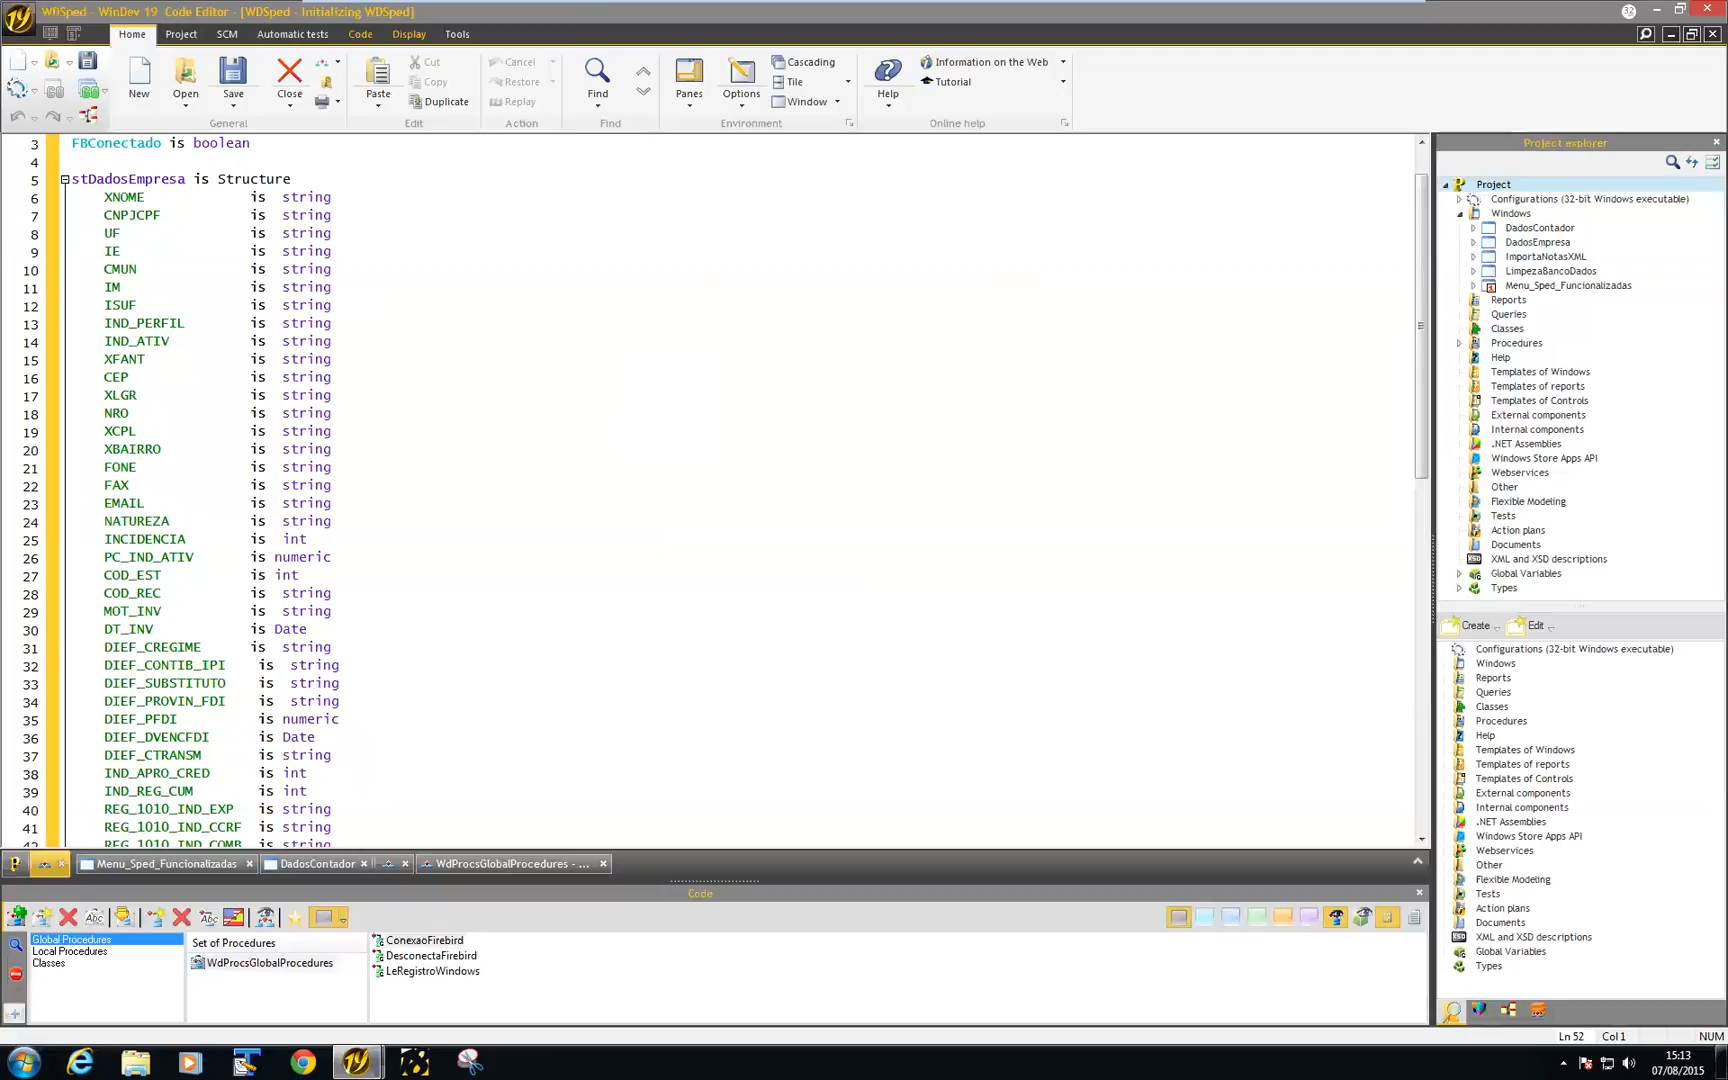 WDSped - WinDev 19 Code Editor - [WDSped - Initializing WDSped]
32
Home Project SCM Automatic tests Code Display Tools
New Open Save Close
Paste
Cut
Copy
Duplicate
Cancel
Restore
Replay
Find
Panes Options
Cascading
Tile
Window
Help
Information on the Web
Tutorial
General Edit Action Find Environment Online help
3 FBConectado is boolean
4
5 stDadosEmpresa is Structure
6 XNOME is string
7 CNPJCPF is string
8 UF is string
9 IE is string
10 CMUN is string
11 IM is string
12 ISUF is string
13 IND_PERFIL is string
14 IND_ATIV is string
15 XFANT is string
16 CEP is string
17 XLGR is string
18 NRO is string
19 XCPL is string
20 XBAIRRO is string
21 FONE is string
22 FAX is string
23 EMAIL is string
24 NATUREZA is string
25 INCIDENCIA is int
26 PC_IND_ATIV is numeric
27 COD_EST is int
28 COD_REC is string
29 MOT_INV is string
30 DT_INV is Date
31 DIEF_CREGIME is string
32 DIEF_CONTIB_IPI is string
33 DIEF_SUBSTITUTO is string
34 DIEF_PROVIN_FDI is string
35 DIEF_PFDI is numeric
36 DIEF_DVENCFDI is Date
37 DIEF_CTRANSM is string
38 IND_APRO_CRED is int
39 IND_REG_CUM is int
40 REG_1010_IND_EXP is string
41 REG_1010_IND_CCRF is string
42 REG_1010_IND_COMB is string
Menu_Sped_Funcionalizadas DadosContador WdProcsGlobalProcedures - ...
Code
Global Procedures
Local Procedures
Classes
Set of Procedures
WdProcsGlobalProcedures
ConexaoFirebird
DesconectaFirebird
LeRegistroWindows
Project explorer
Project
Configurations (32-bit Windows executable)
Windows
DadosContador
DadosEmpresa
ImportaNotasXML
LimpezaBancoDados
Menu_Sped_Funcionalizadas
Reports
Queries
Classes
Procedures
Help
Templates of Windows
Templates of reports
Templates of Controls
External components
Internal components
.NET Assemblies
Windows Store Apps API
Webservices
Other
Flexible Modeling
Tests
Action plans
Documents
XML and XSD descriptions
Global Variables
Types
Create Edit
Configurations (32-bit Windows executable)
Windows
Reports
Queries
Classes
Procedures
Help
Templates of Windows
Templates of reports
Templates of Controls
External components
Internal components
.NET Assemblies
Windows Store Apps API
Webservices
Other
Flexible Modeling
Tests
Action plans
Documents
XML and XSD descriptions
Global Variables
Types
Ln 52 Col 1 NUM
15:13
07/08/2015